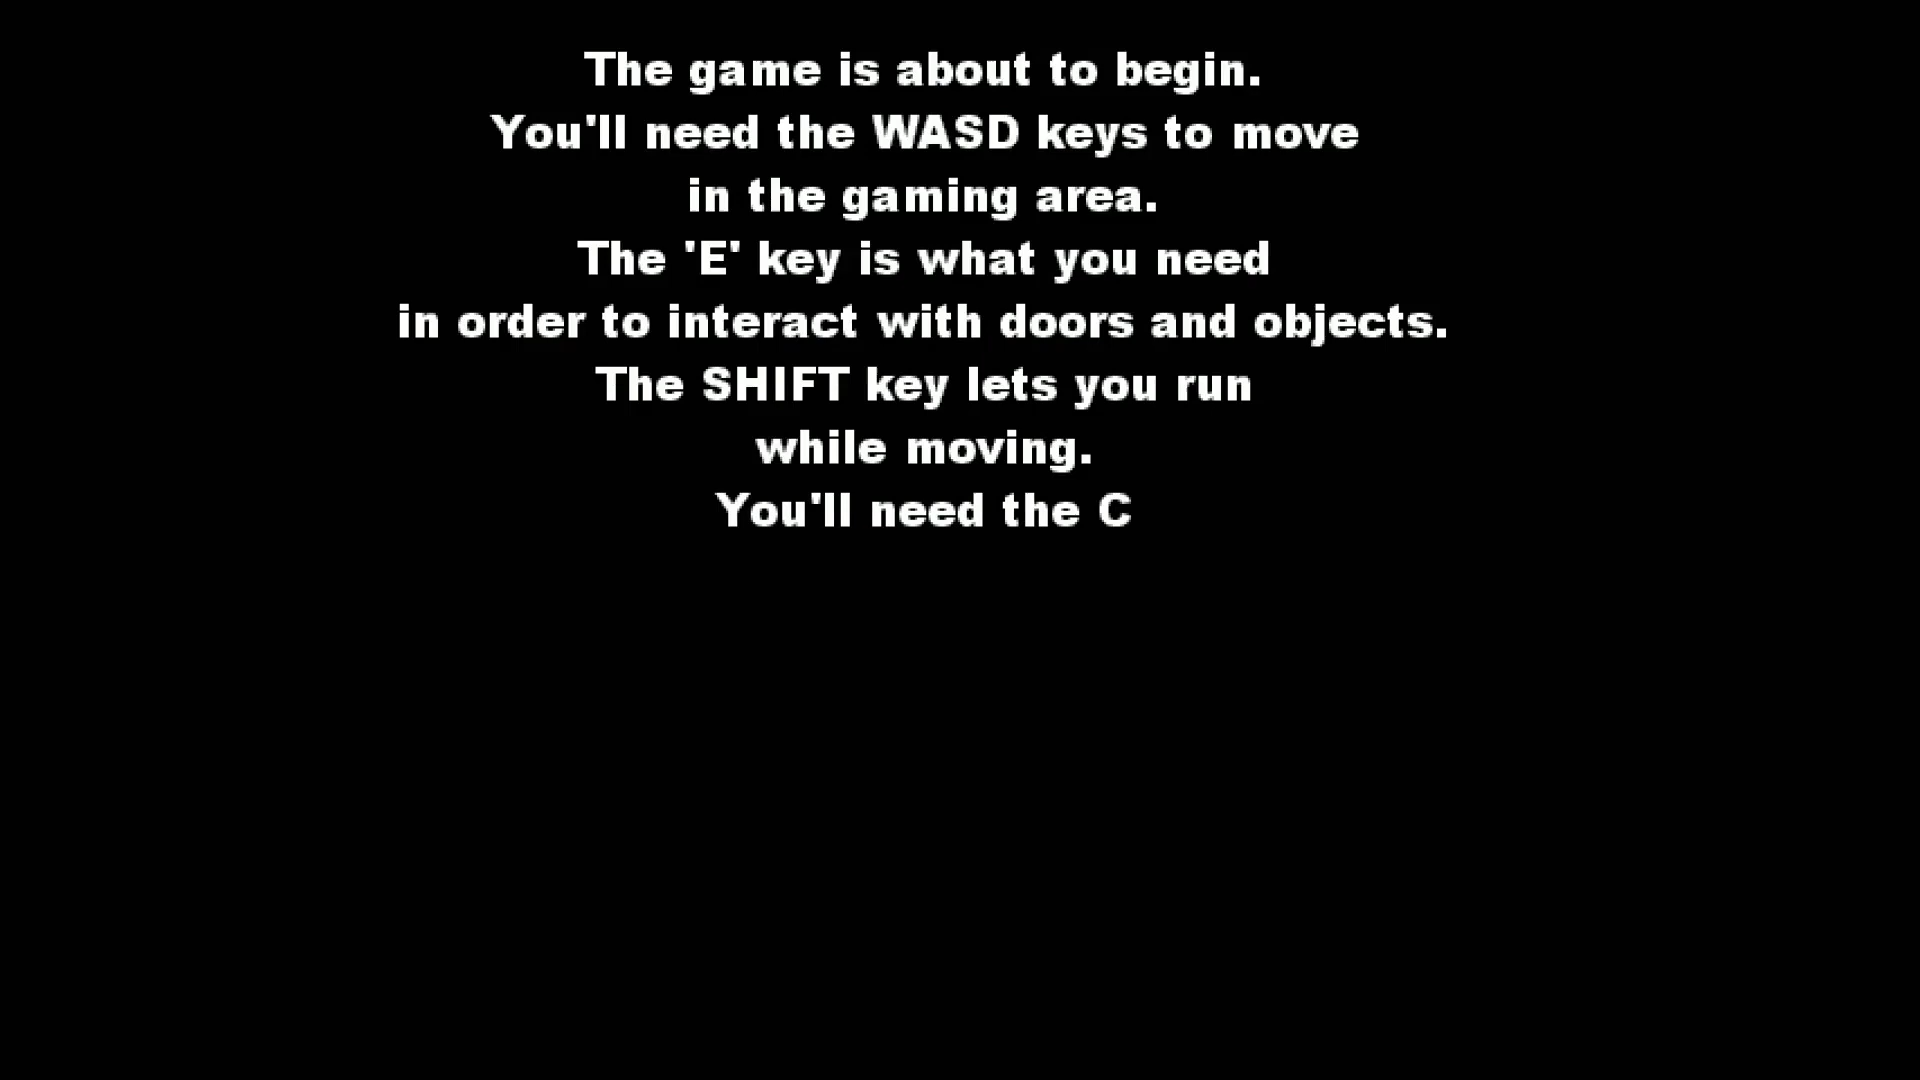 The game is about to begin.
You'll need the WASD keys to move
in the gaming area.
The 'E' key is what you need
in order to interact with doors and objects.
The SHIFT key lets you run
while moving.
You'll need the C